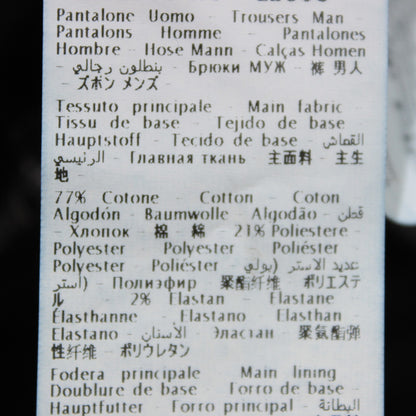 Pantalone Uomo - Trousers Man -
Pantalons Homme - Pantalones
Hombre - Hose Mann - Calças Homen
- بنطلون رجالي - Брюки МУЖ - 裤 男人
- ズボン メンズ
Tessuto principale - Main fabric -
Tissu de base - Tejido de base -
Hauptstoff - Tecido de base - القماش
الرئيسي - Главная ткань - 主面料 - 主生
地
77% Cotone - Cotton - Coton -
Algodón - Baumwolle - Algodão - قطن
- Хлопок 棉 - 綿 21% Poliestere -
Polyester - Polyester - Poliéster -
Polyester - Poliéster - عديد الاستر (بولي
استر) - Полиэфир - 聚酯纤维 - ポリエステ
ル 2% Elastan - Elastane -
Élasthanne - Elastano - Elasthan -
Elastano - الأستان - Эластан - 聚氨酯弹
性纤维 - ポリウレタン
Fodera principale - Main lining -
Doublure de base - Forro de base -
Hauptfutter - Forro principal - البطانة